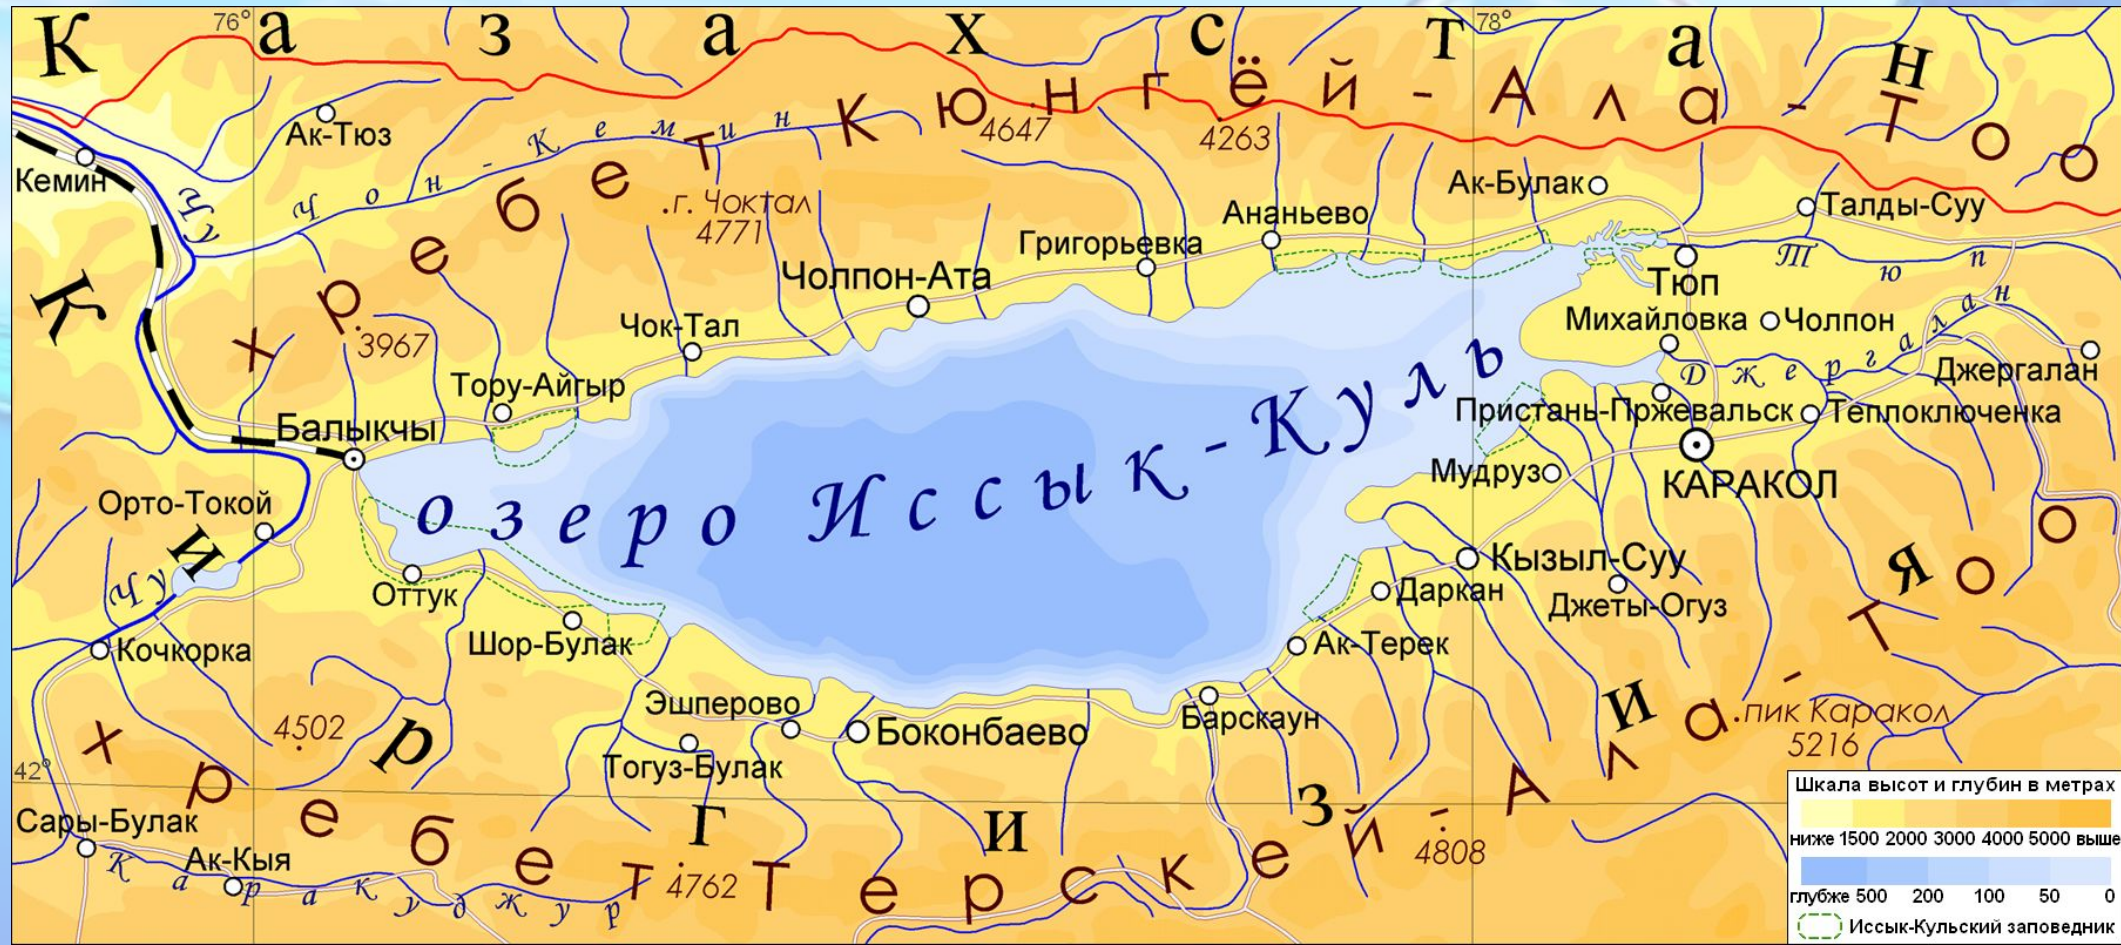 76°
78°
Казахстан
хребет Кюнгёй-Ала-Тоо
4647
4263
Ак-Тюз
Кемин
Чу
Чон-Кемин
г. Чоктал
4771
Ак-Булак
Талды-Суу
Ананьево
Григорьевка
Чолпон-Ата
Тюп
Тюп
Михайловка
Чолпон
Чок-Тал
3967
Джергалан
Джергалан
Тору-Айгыр
Пристань-Пржевальск
Теплоключенка
Балыкчы
озеро Иссык-Куль
Мудруз
КАРАКОЛ
Орто-Токой
Чу
Оттук
Кызыл-Суу
Даркан
Джеты-Огуз
Кочкорка
Шор-Булак
Ак-Терек
Эшперово
Боконбаево
Барскаун
Тогуз-Булак
4502
пик Каракол
5216
42°
КИРГИЗИЯ
хребет Терскей-Ала-Тоо
4808
4762
Сары-Булак
Ак-Кыя
Каракуджур
Шкала высот и глубин в метрах
ниже 1500 2000 3000 4000 5000 выше
глубже 500 200 100 50 0
Иссык-Кульский заповедник